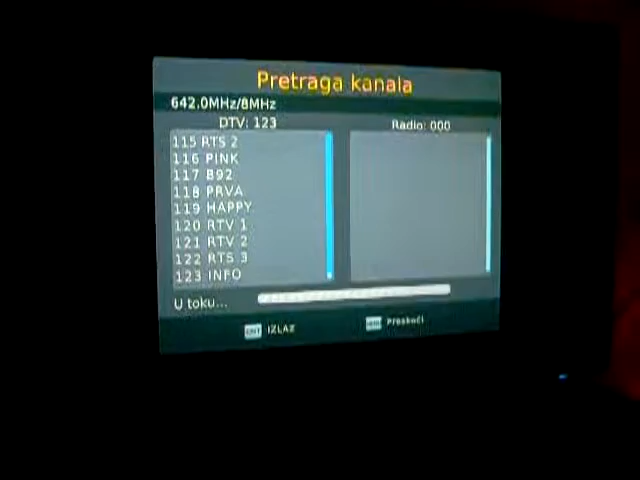 Pretraga kanala
642.0MHz/8MHz
DTV: 123
Radio: 000
115 RTS 2
116 PINK
117 B92
118 PRVA
119 HAPPY
120 RTV 1
121 RTV 2
122 RTS 3
123 INFO
U toku...
EXIT IZLAZ
Preskoči